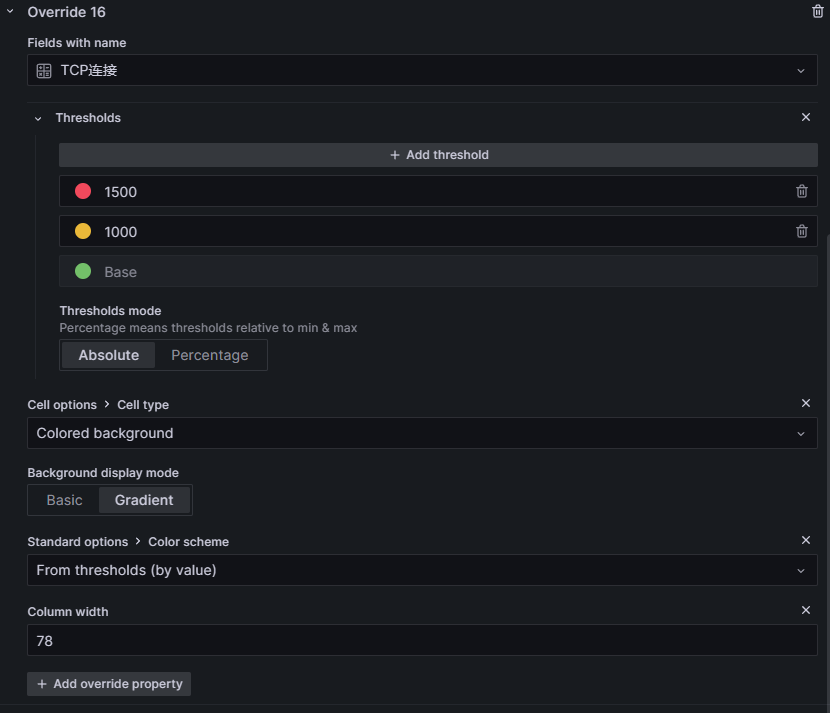 Override 16
Fields with name
TCP连接
Thresholds
Add threshold
1500
1000
Base
Thresholds mode
Percentage means thresholds relative to min & max
Absolute Percentage
Cell options > Cell type
Colored background
Background display mode
Basic Gradient
Standard options > Color scheme
From thresholds (by value)
Column width
78
Add override property